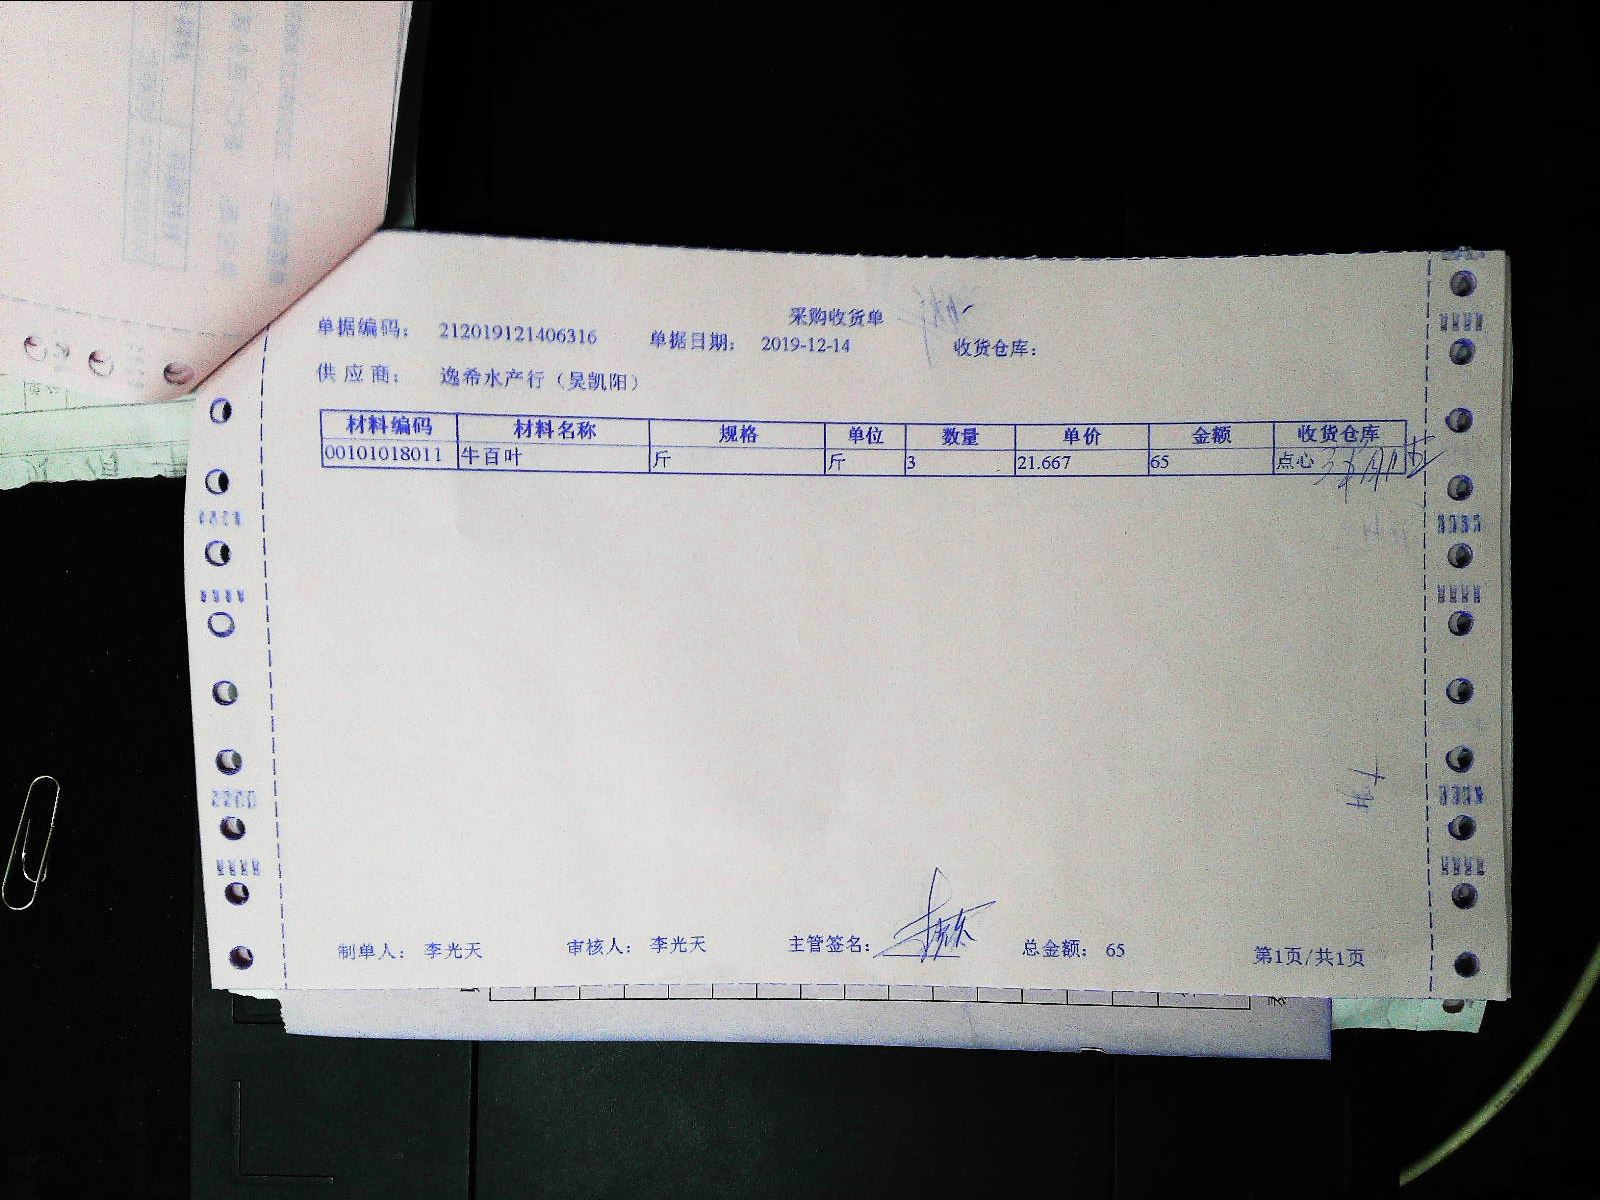 采购收货单
单据编码： 212019121406316 单据日期： 2019-12-14 收货仓库：
供应商： 逸希水产行（吴凯阳）
材料编码 材料名称 规格 单位 数量 单价 金额 收货仓库
00101018011 牛百叶 斤 斤 3 21.667 65 点心
制单人： 李光天 审核人： 李光天 主管签名： 总金额： 65 第1页/共1页